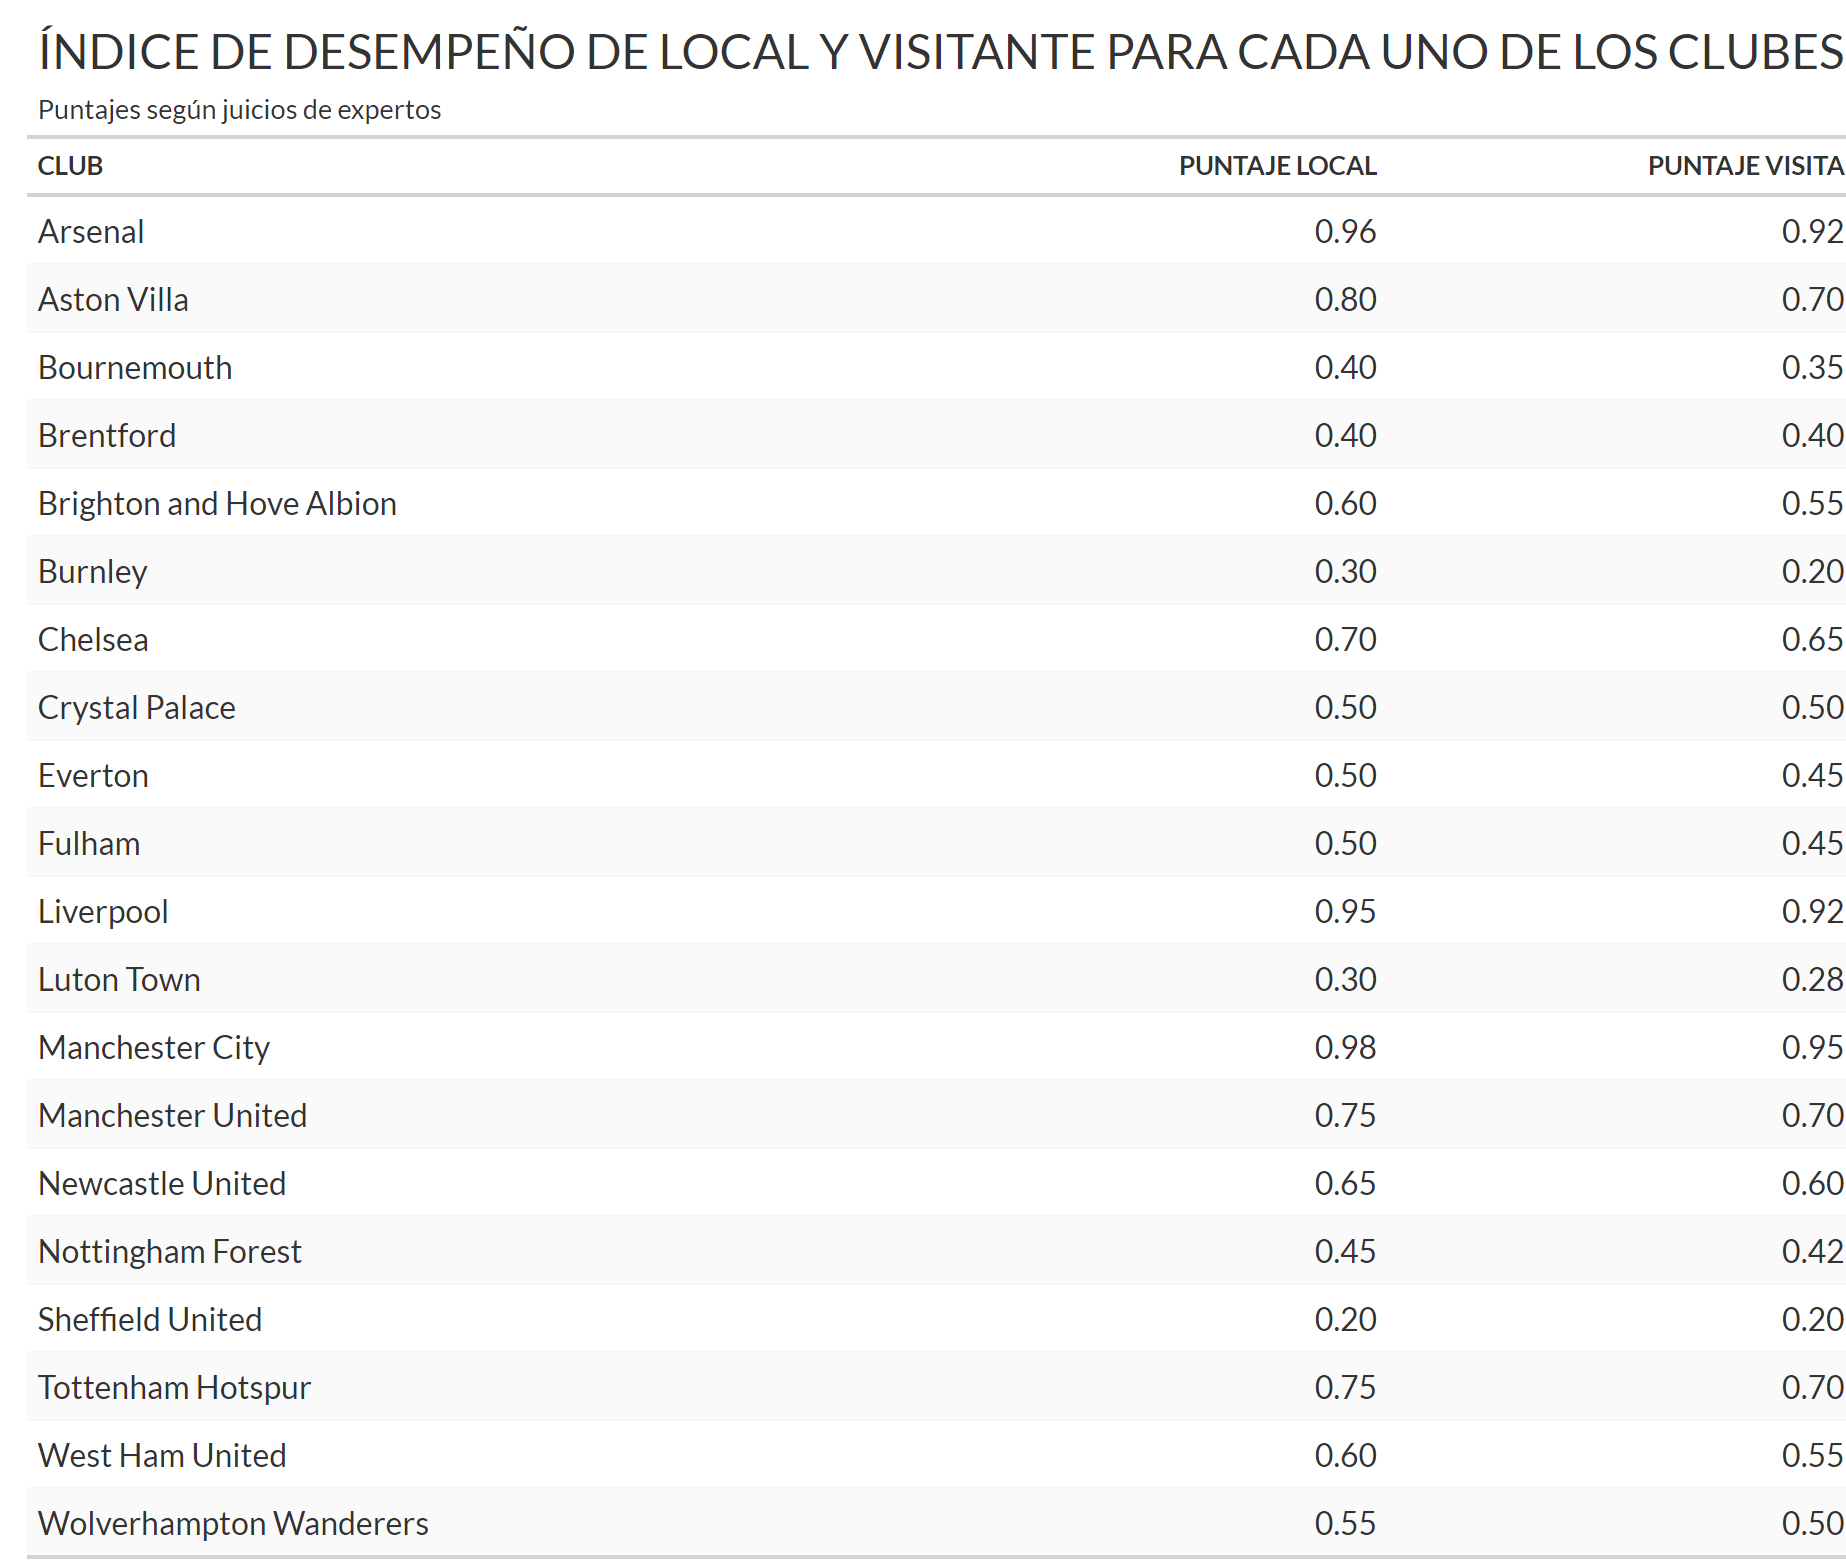 ÍNDICE DE DESEMPEÑO DE LOCAL Y VISITANTE PARA CADA UNO DE LOS CLUBES
Puntajes según juicios de expertos
CLUB PUNTAJE LOCAL PUNTAJE VISITA
Arsenal 0.96 0.92
Aston Villa 0.80 0.70
Bournemouth 0.40 0.35
Brentford 0.40 0.40
Brighton and Hove Albion 0.60 0.55
Burnley 0.30 0.20
Chelsea 0.70 0.65
Crystal Palace 0.50 0.50
Everton 0.50 0.45
Fulham 0.50 0.45
Liverpool 0.95 0.92
Luton Town 0.30 0.28
Manchester City 0.98 0.95
Manchester United 0.75 0.70
Newcastle United 0.65 0.60
Nottingham Forest 0.45 0.42
Sheffield United 0.20 0.20
Tottenham Hotspur 0.75 0.70
West Ham United 0.60 0.55
Wolverhampton Wanderers 0.55 0.50